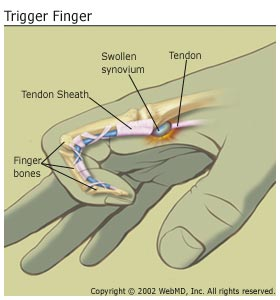 Trigger Finger
Swollen
synovium
Tendon
Tendon Sheath
Finger
bones
Copyright © 2002 WebMD, Inc. All rights reserved.